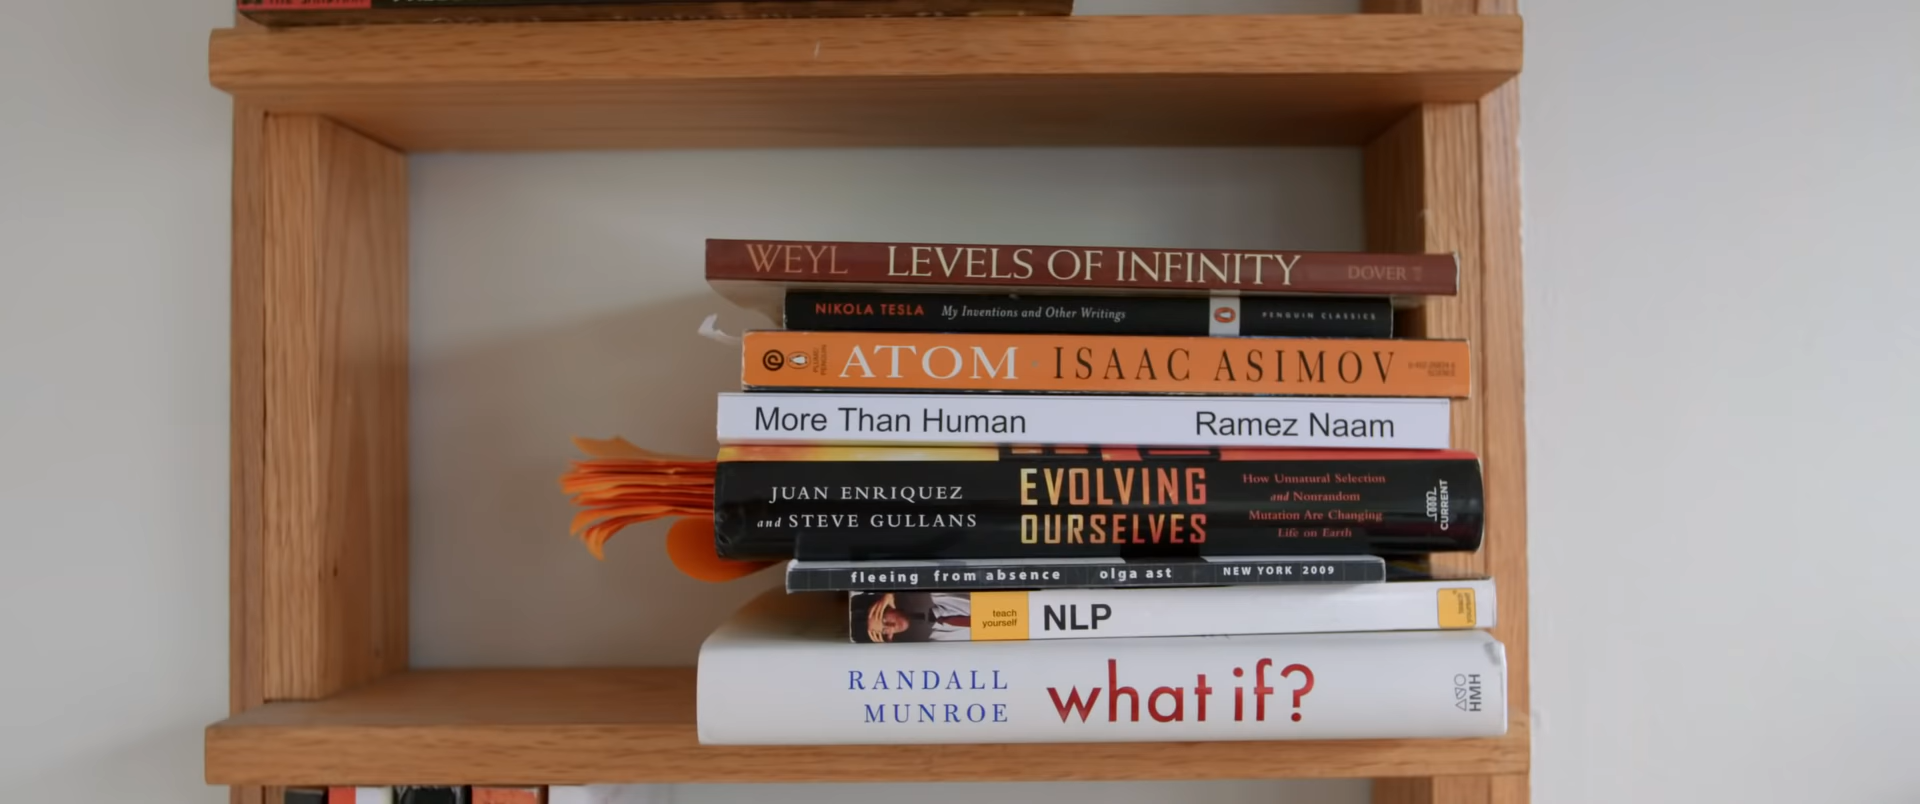 WEYL LEVELS OF INFINITY DOVER
NIKOLA TESLA My Inventions and Other Writings PENGUIN CLASSICS
ATOM · ISAAC ASIMOV
More Than Human Ramez Naam
JUAN ENRIQUEZ
and STEVE GULLANS
EVOLVING
OURSELVES
How Unnatural Selection
and Nonrandom
Mutation Are Changing
Life on Earth
CURRENT
fleeing from absence olga ast NEW YORK 2009
teach
yourself
NLP
RANDALL
MUNROE
what if?
HMH